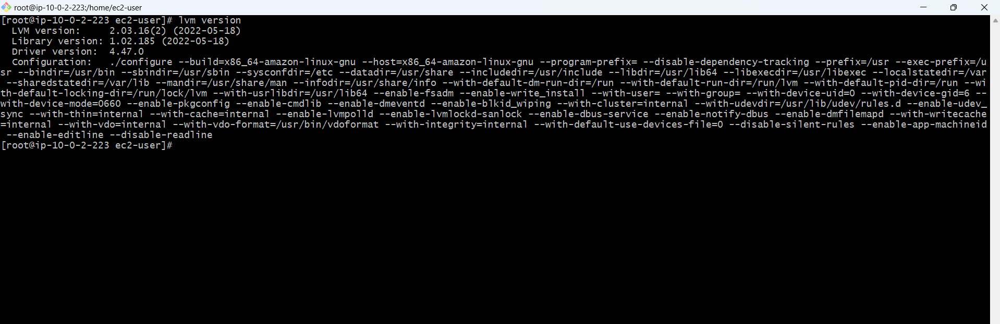 root@ip-10-0-2-223:/home/ec2-user
[root@ip-10-0-2-223 ec2-user]# lvm version
  LVM version:     2.03.16(2) (2022-05-18)
  Library version: 1.02.185 (2022-05-18)
  Driver version:  4.47.0
  Configuration:   ./configure --build=x86_64-amazon-linux-gnu --host=x86_64-amazon-linux-gnu --program-prefix= --disable-dependency-tracking --prefix=/usr --exec-prefix=/u
sr --bindir=/usr/bin --sbindir=/usr/sbin --sysconfdir=/etc --datadir=/usr/share --includedir=/usr/include --libdir=/usr/lib64 --libexecdir=/usr/libexec --localstatedir=/var
 --sharedstatedir=/var/lib --mandir=/usr/share/man --infodir=/usr/share/info --with-default-dm-run-dir=/run --with-default-run-dir=/run/lvm --with-default-pid-dir=/run --wi
th-default-locking-dir=/run/lock/lvm --with-usrlibdir=/usr/lib64 --enable-fsadm --enable-write_install --with-user= --with-group= --with-device-uid=0 --with-device-gid=6 --
with-device-mode=0660 --enable-pkgconfig --enable-cmdlib --enable-dmeventd --enable-blkid_wiping --with-cluster=internal --with-udevdir=/usr/lib/udev/rules.d --enable-udev_
sync --with-thin=internal --with-cache=internal --enable-lvmpolld --enable-lvmlockd-sanlock --enable-dbus-service --enable-notify-dbus --enable-dmfilemapd --with-writecache
=internal --with-vdo=internal --with-vdo-format=/usr/bin/vdoformat --with-integrity=internal --with-default-use-devices-file=0 --disable-silent-rules --enable-app-machineid
 --enable-editline --disable-readline
[root@ip-10-0-2-223 ec2-user]#